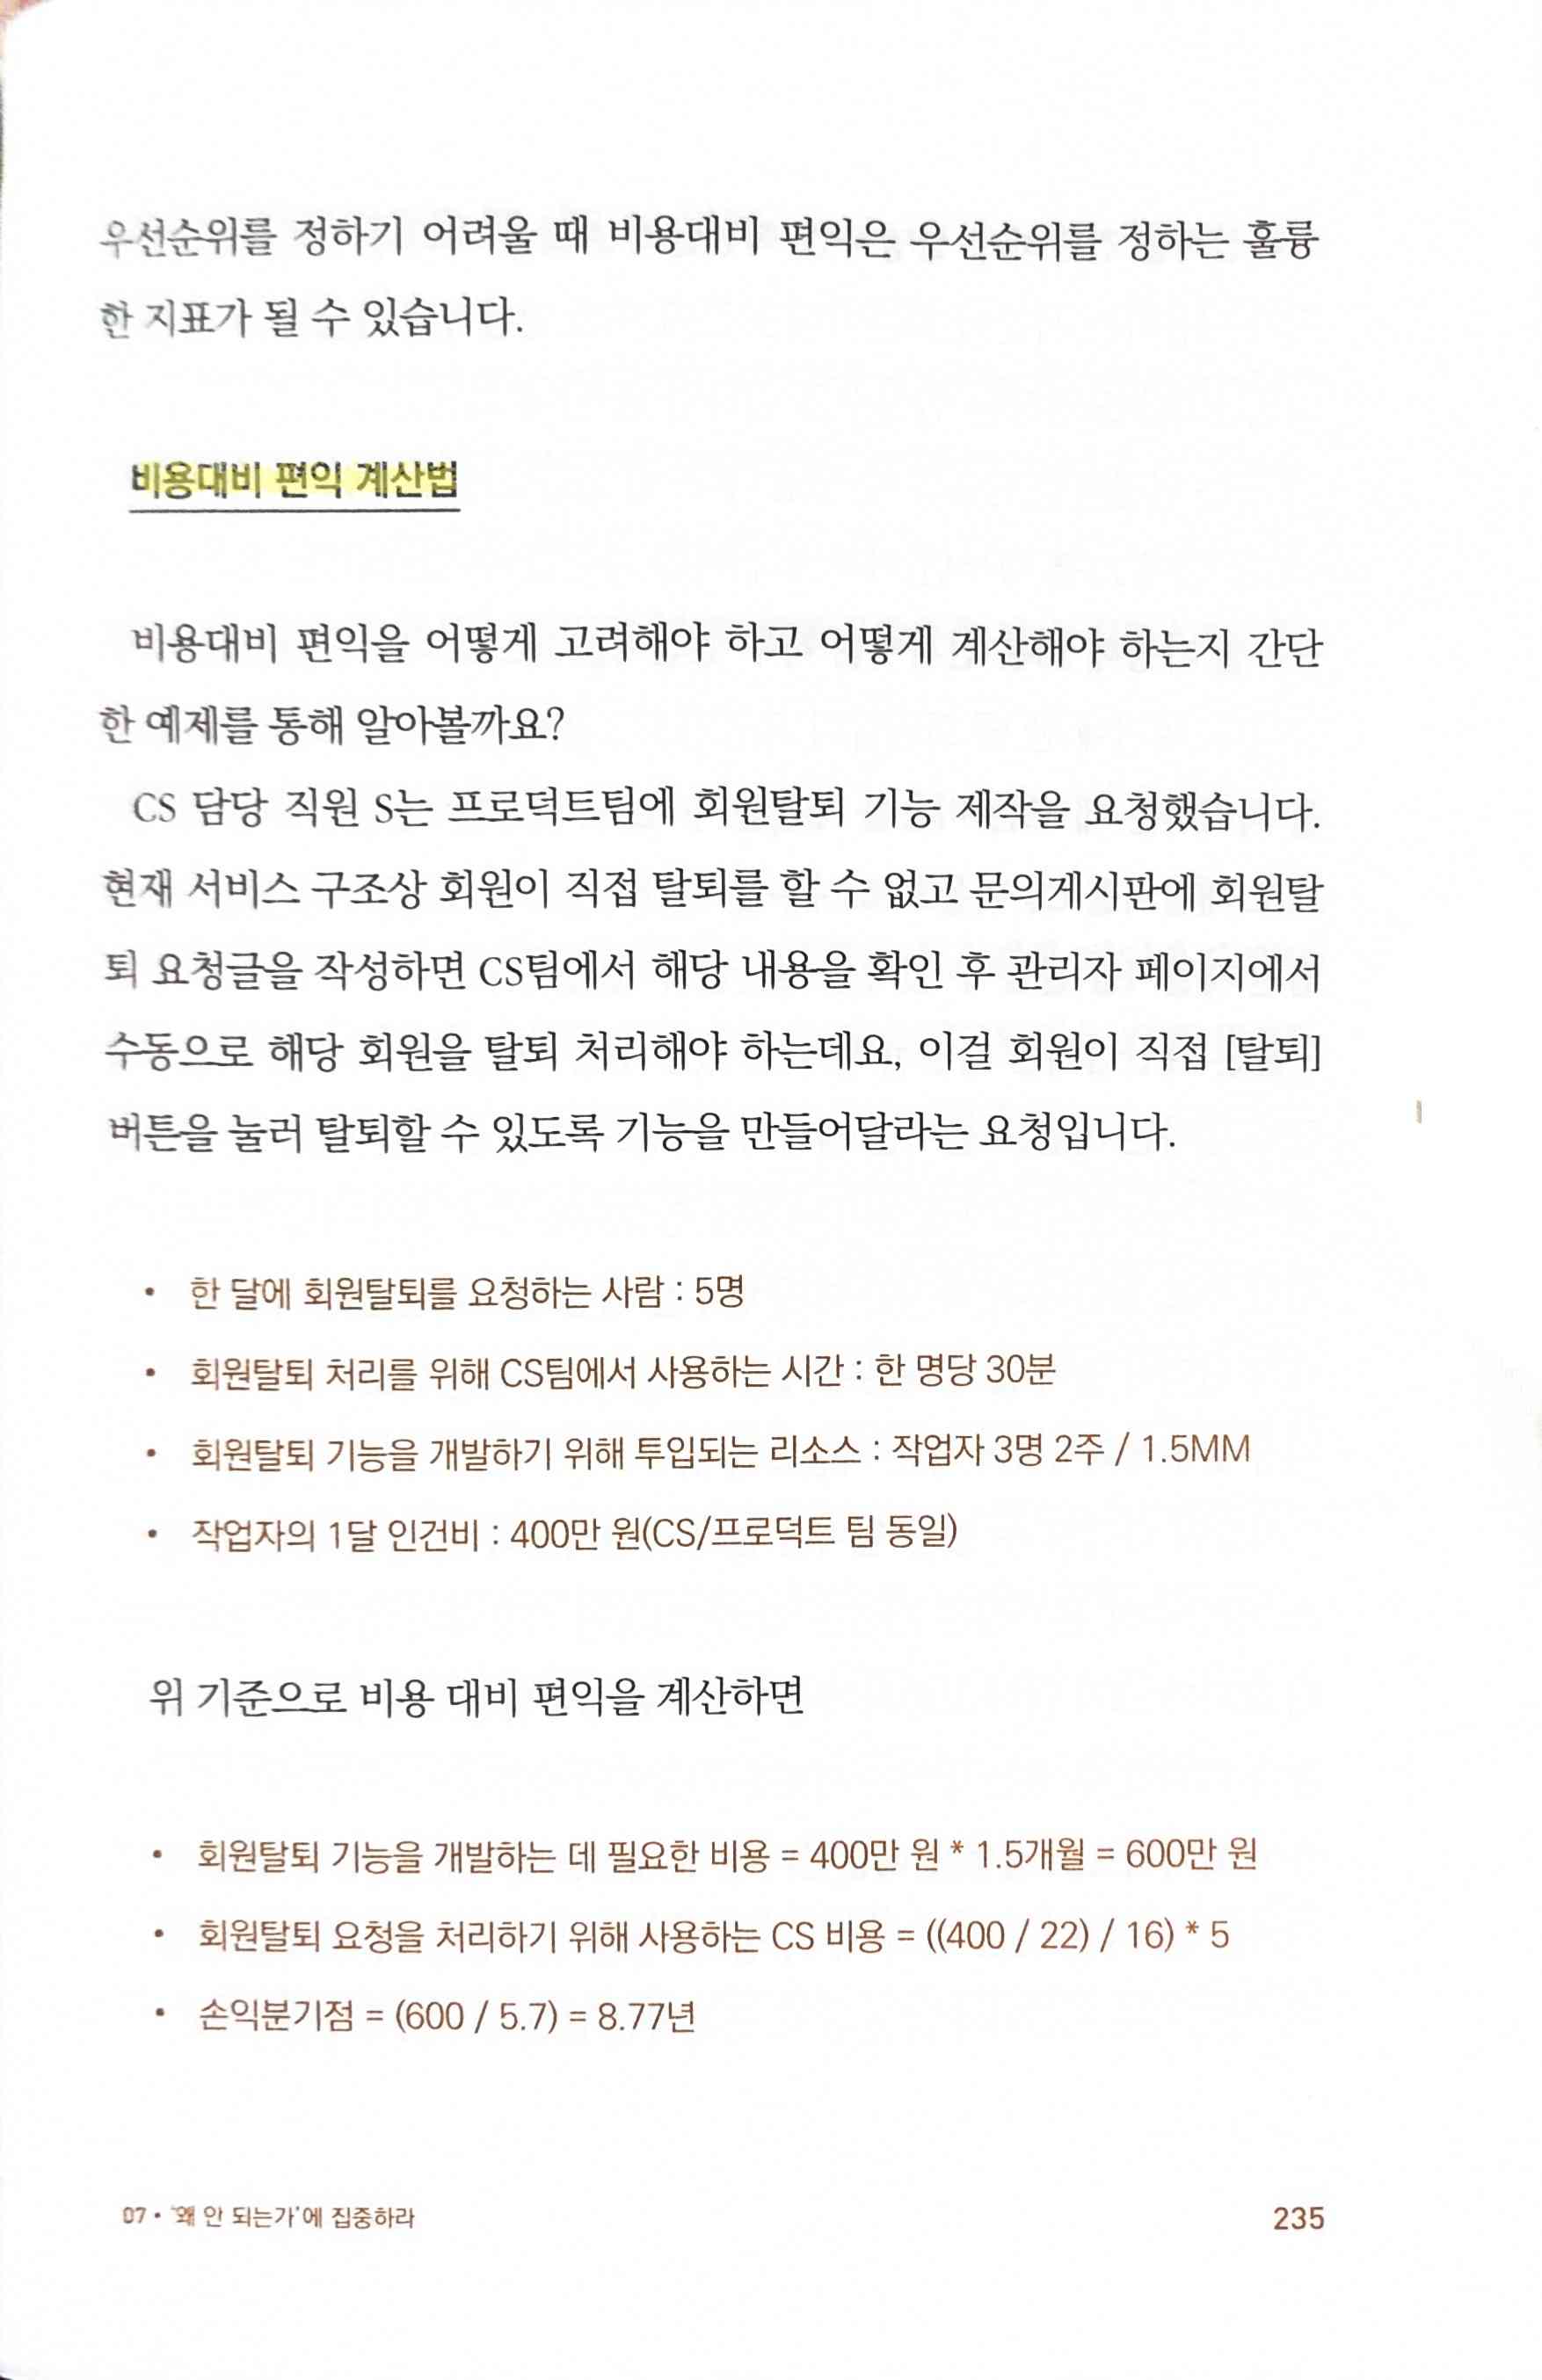 우선순위를 정하기 어려울 때 비용대비 편익은 우선순위를 정하는 훌륭
한 지표가 될 수 있습니다.
비용대비 편익 계산법
비용대비 편익을 어떻게 고려해야 하고 어떻게 계산해야 하는지 간단
한 예제를 통해 알아볼까요?
CS 담당 직원 S는 프로덕트팀에 회원탈퇴 기능 제작을 요청했습니다.
현재 서비스 구조상 회원이 직접 탈퇴를 할 수 없고 문의게시판에 회원탈
퇴 요청글을 작성하면 CS팀에서 해당 내용을 확인 후 관리자 페이지에서
수동으로 해당 회원을 탈퇴 처리해야 하는데요, 이걸 회원이 직접 [탈퇴]
버튼을 눌러 탈퇴할 수 있도록 기능을 만들어달라는 요청입니다.
• 한 달에 회원탈퇴를 요청하는 사람 : 5명
• 회원탈퇴 처리를 위해 CS팀에서 사용하는 시간 : 한 명당 30분
• 회원탈퇴 기능을 개발하기 위해 투입되는 리소스 : 작업자 3명 2주 / 1.5MM
• 작업자의 1달 인건비 : 400만 원(CS/프로덕트 팀 동일)
위 기준으로 비용 대비 편익을 계산하면
• 회원탈퇴 기능을 개발하는 데 필요한 비용 = 400만 원 * 1.5개월 = 600만 원
• 회원탈퇴 요청을 처리하기 위해 사용하는 CS 비용 = ((400 / 22) / 16) * 5
• 손익분기점 = (600 / 5.7) = 8.77년
07 • '왜 안 되는가'에 집중하라 235